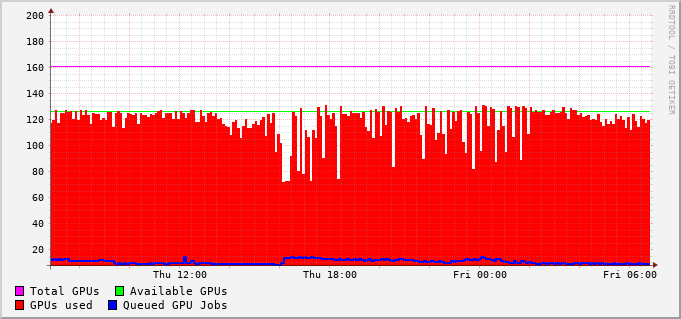 200
180
160
140
120
100
80
60
40
20
Thu 12:00 Thu 18:00 Fri 00:00 Fri 06:00
Total GPUs Available GPUs
GPUs used Queued GPU Jobs
RRDTOOL / TOBI OETIKER